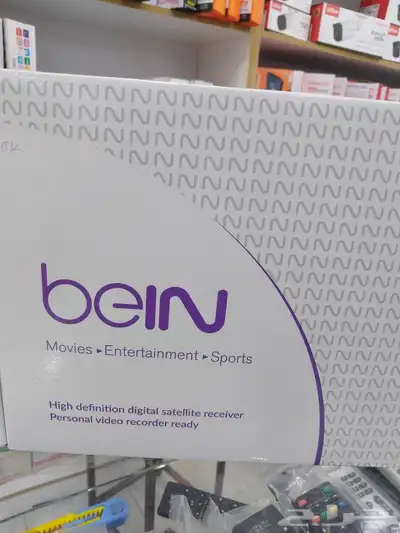 beIN
Movies ▸ Entertainment ▸ Sports
High definition digital satellite receiver
Personal video recorder ready